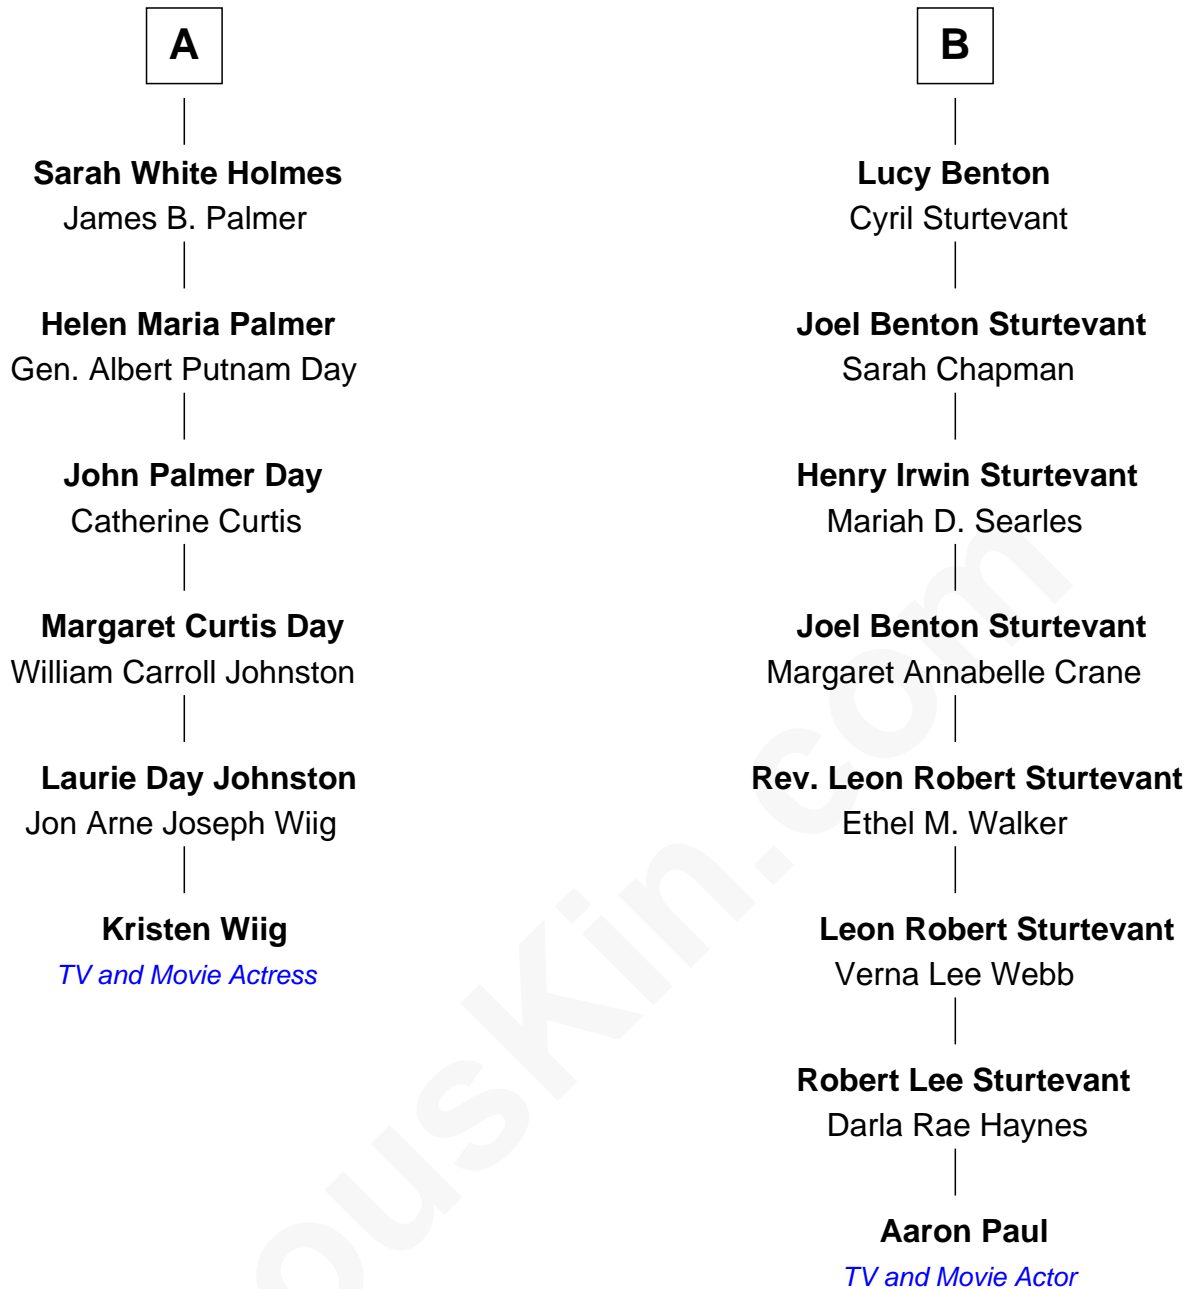 A
Sarah White Holmes
James B. Palmer
Helen Maria Palmer
Gen. Albert Putnam Day
John Palmer Day
Catherine Curtis
Margaret Curtis Day
William Carroll Johnston
Laurie Day Johnston
Jon Arne Joseph Wiig
Kristen Wiig
TV and Movie Actress
B
Lucy Benton
Cyril Sturtevant
Joel Benton Sturtevant
Sarah Chapman
Henry Irwin Sturtevant
Mariah D. Searles
Joel Benton Sturtevant
Margaret Annabelle Crane
Rev. Leon Robert Sturtevant
Ethel M. Walker
Leon Robert Sturtevant
Verna Lee Webb
Robert Lee Sturtevant
Darla Rae Haynes
Aaron Paul
TV and Movie Actor
ousKin.com